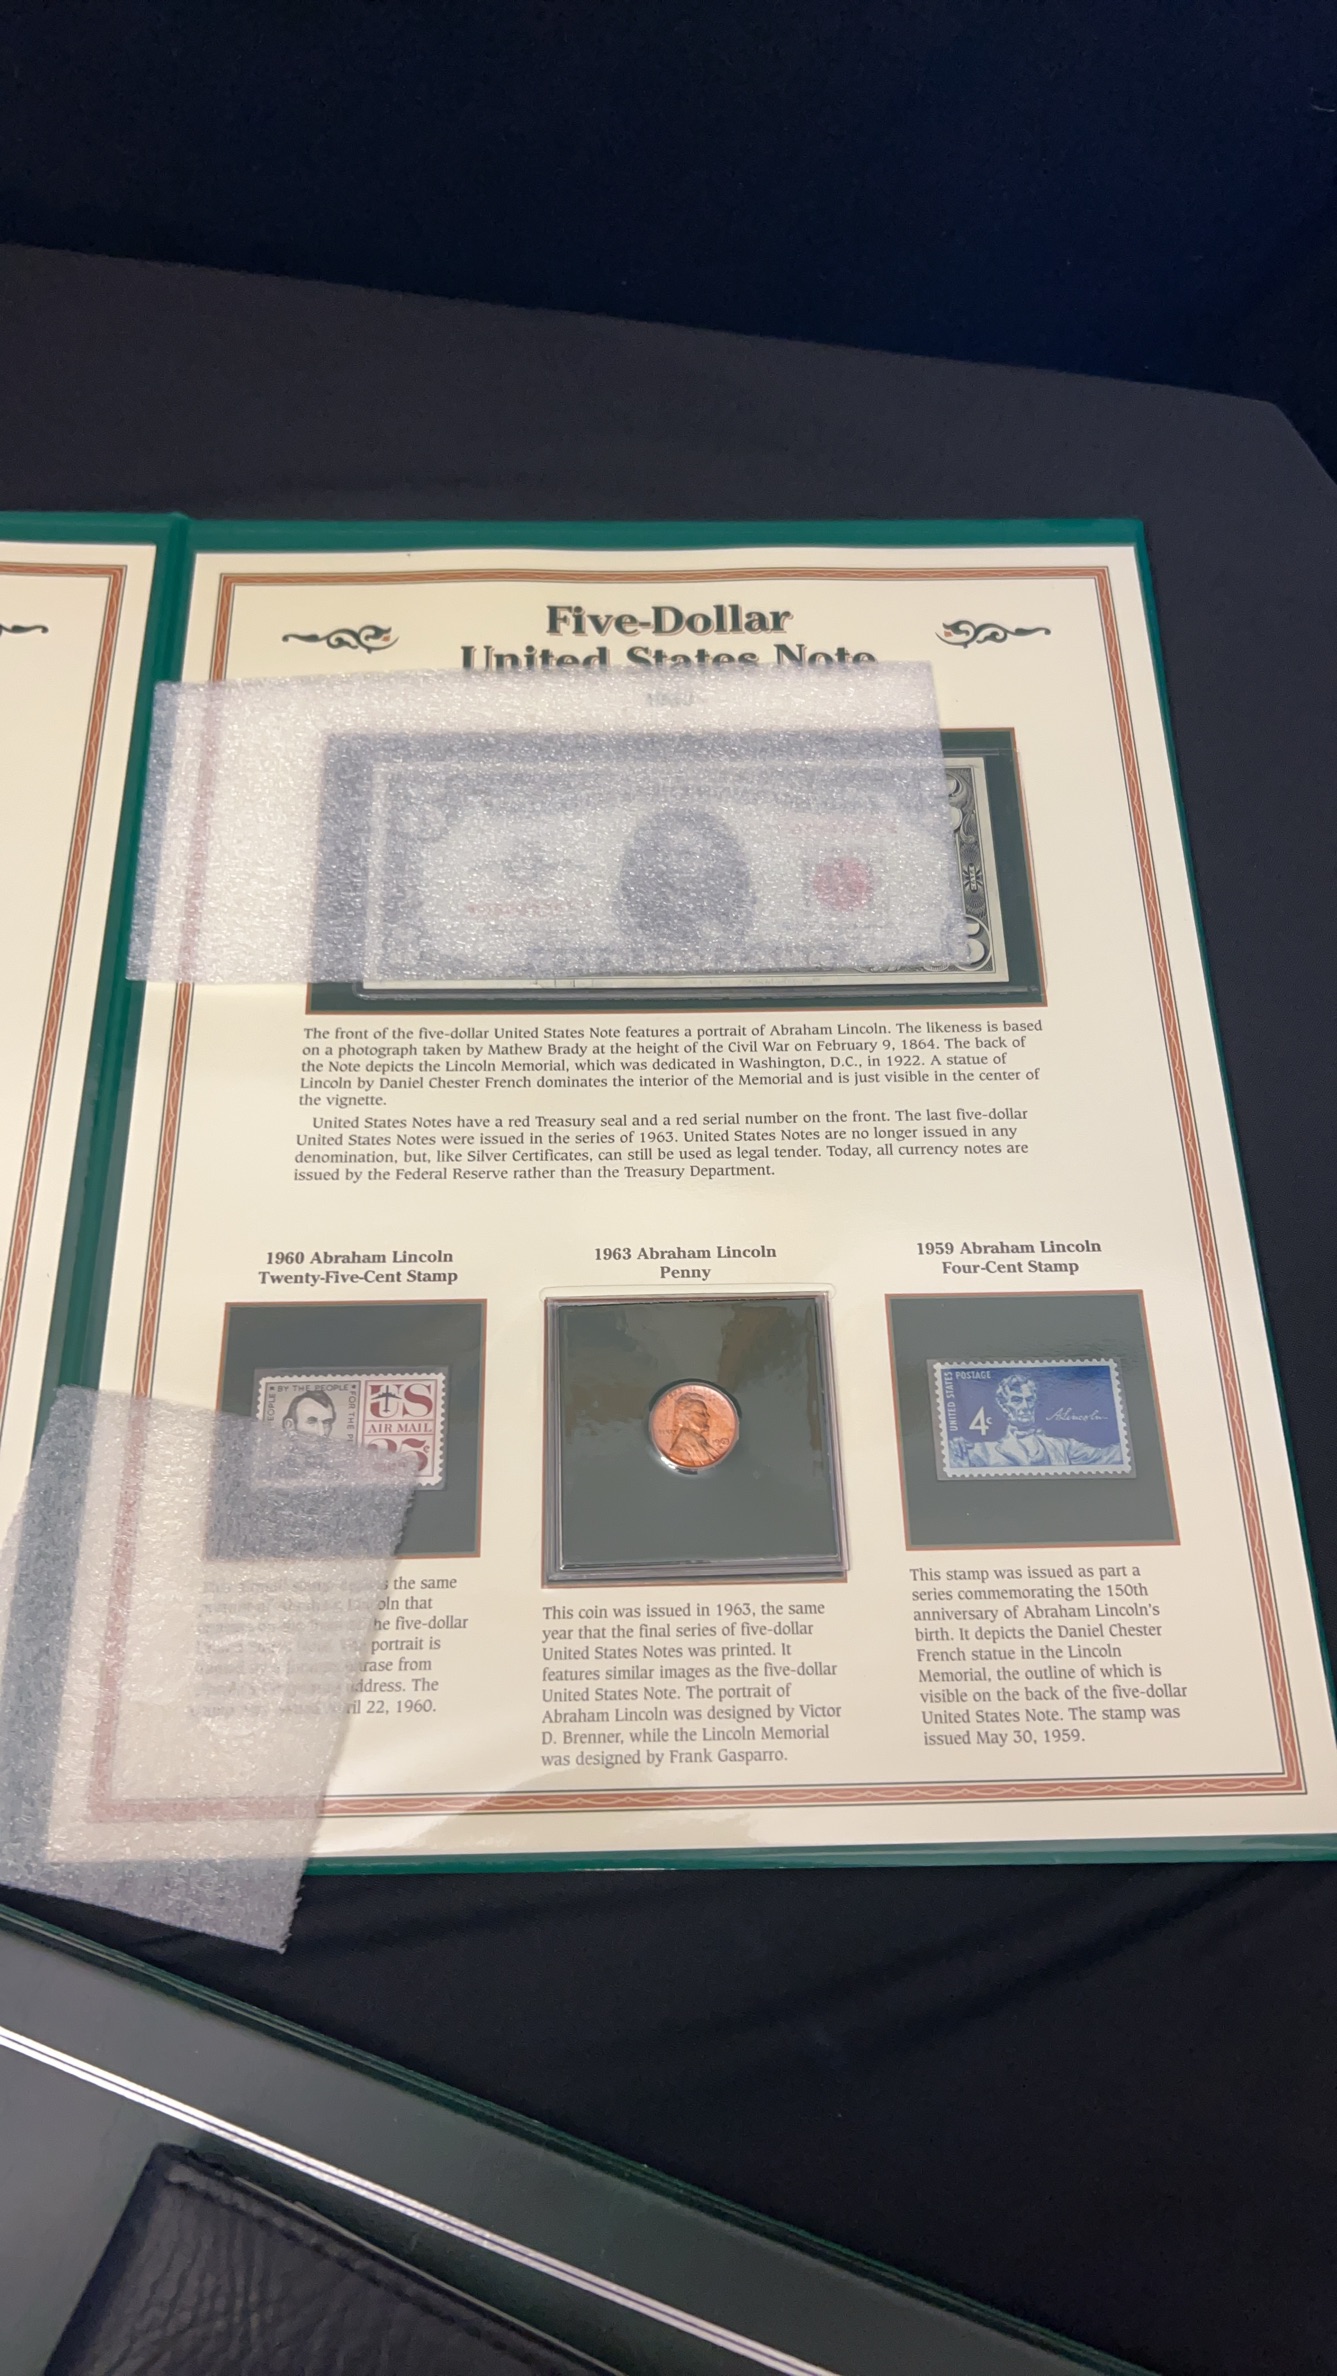 Five-Dollar
United States Note
The front of the five-dollar United States Note features a portrait of Abraham Lincoln. The likeness is based
on a photograph taken by Mathew Brady at the height of the Civil War on February 9, 1864. The back of
the Note depicts the Lincoln Memorial, which was dedicated in Washington, D.C., in 1922. A statue of
Lincoln by Daniel Chester French dominates the interior of the Memorial and is just visible in the center of
the vignette.
United States Notes have a red Treasury seal and a red serial number on the front. The last five-dollar
United States Notes were issued in the series of 1963. United States Notes are no longer issued in any
denomination, but, like Silver Certificates, can still be used as legal tender. Today, all currency notes are
issued by the Federal Reserve rather than the Treasury Department.
1960 Abraham Lincoln
Twenty-Five-Cent Stamp
BY THE PEOPLE
FOR THE
US
AIR MAIL
25¢
the same
that
five-dollar
portrait is
from
The
22, 1960.
1963 Abraham Lincoln
Penny
This coin was issued in 1963, the same
year that the final series of five-dollar
United States Notes was printed. It
features similar images as the five-dollar
United States Note. The portrait of
Abraham Lincoln was designed by Victor
D. Brenner, while the Lincoln Memorial
was designed by Frank Gasparro.
1959 Abraham Lincoln
Four-Cent Stamp
UNITED STATES POSTAGE
4c
A. Lincoln
This stamp was issued as part a
series commemorating the 150th
anniversary of Abraham Lincoln's
birth. It depicts the Daniel Chester
French statue in the Lincoln
Memorial, the outline of which is
visible on the back of the five-dollar
United States Note. The stamp was
issued May 30, 1959.